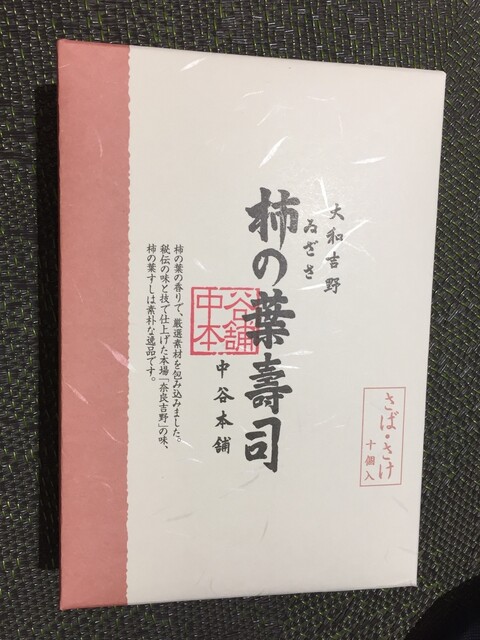 さば・さけ
十個入
大和吉野
ゐざさ
柿の葉壽司
中谷本舗
谷舗
中本
柿の葉の香りで、厳選素材を包み込みました。
秘伝の味と技で仕上げた本場「奈良吉野」の味、
柿の葉すしは素朴な逸品です。